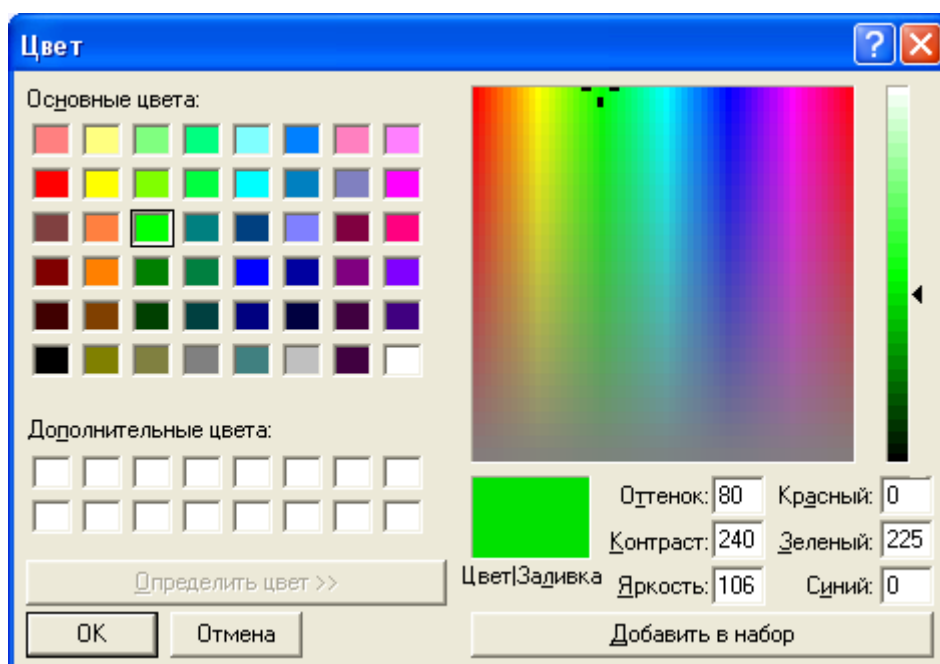 Цвет
Основные цвета:
Дополнительные цвета:
Определить цвет >>
OK
Отмена
Цвет|Заливка
Оттенок: 80
Контраст: 240
Яркость: 106
Красный: 0
Зеленый: 225
Синий: 0
Добавить в набор